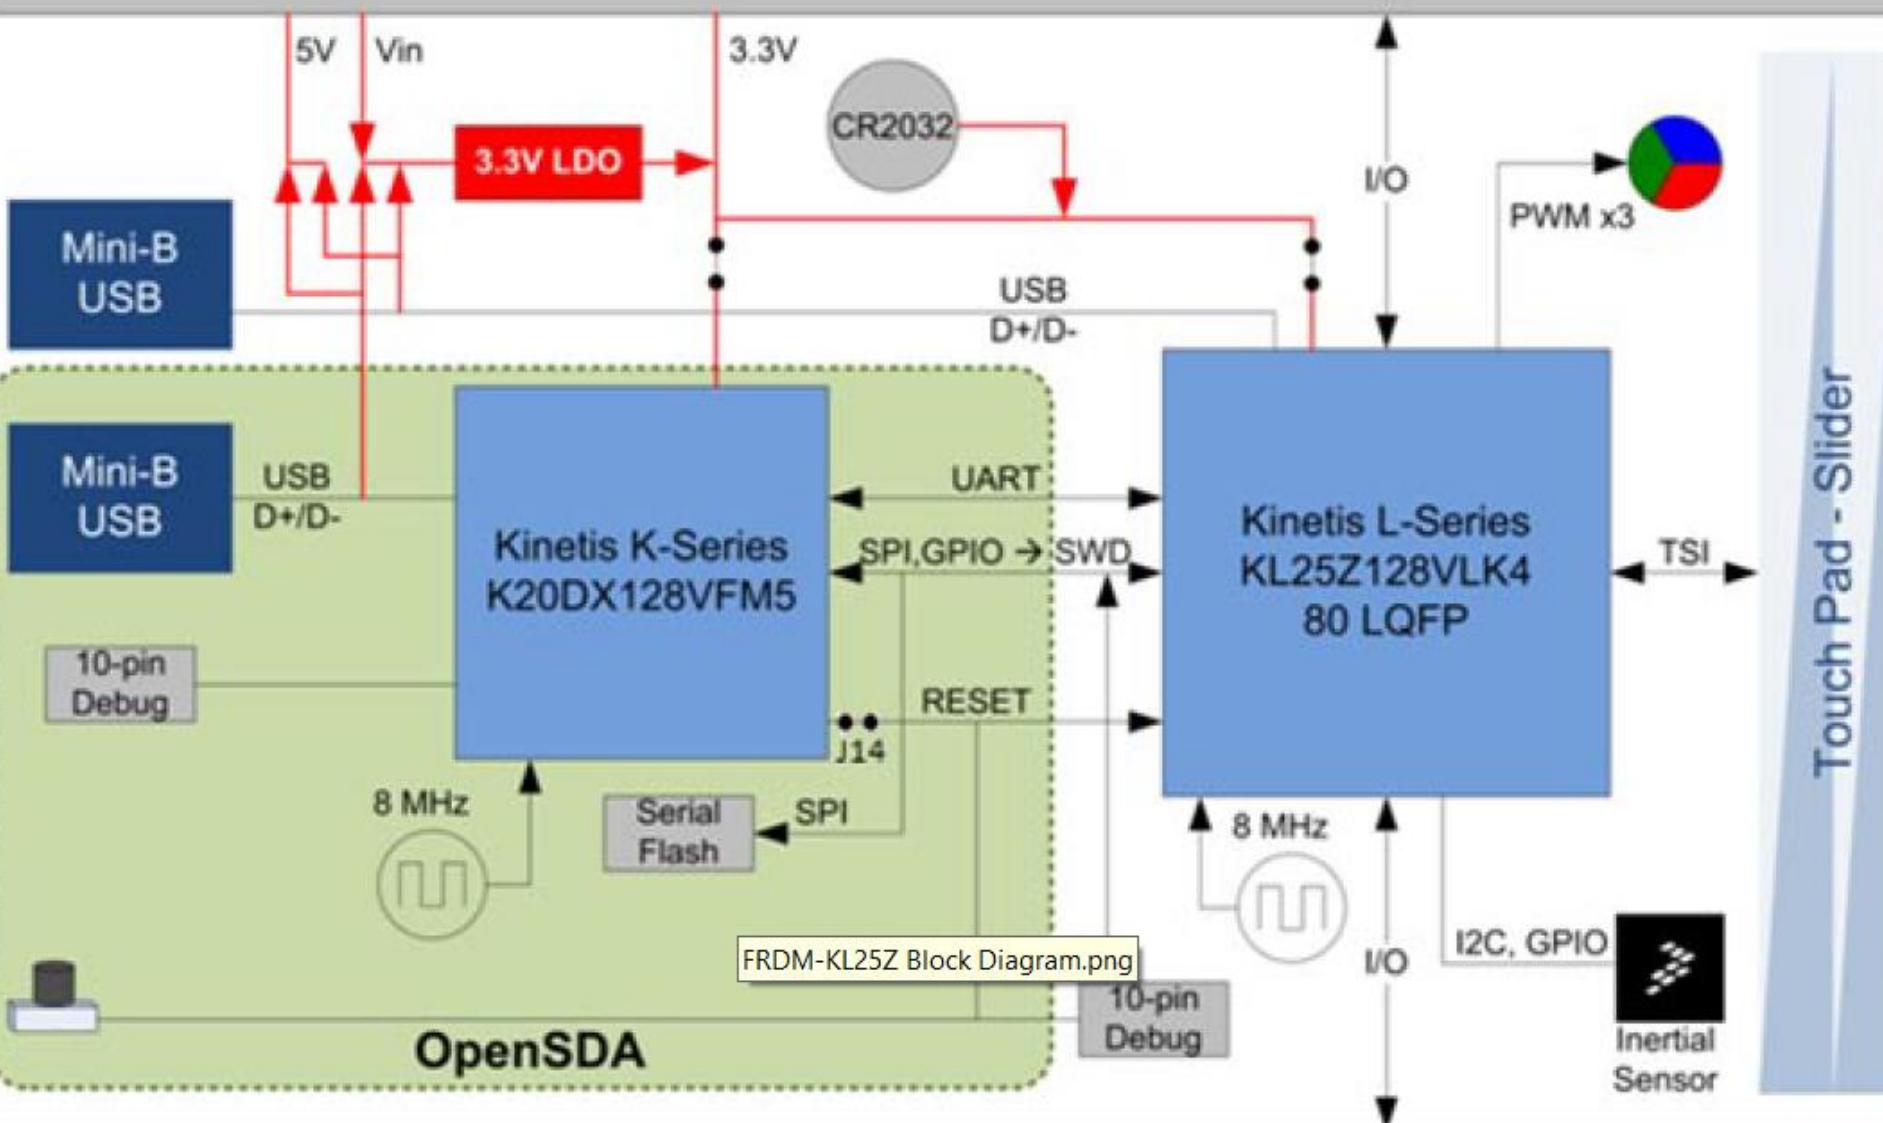 5V
Vin
3.3V
CR2032
3.3V LDO
I/O
PWM x3
Mini-B
USB
USB
D+/D-
Mini-B
USB
USB
D+/D-
Kinetis K-Series
K20DX128VFM5
UART
SPI,GPIO → SWD
Kinetis L-Series
KL25Z128VLK4
80 LQFP
TSI
Touch Pad - Slider
10-pin
Debug
RESET
J14
8 MHz
Serial
Flash
SPI
8 MHz
FRDM-KL25Z Block Diagram.png
I/O
I2C, GPIO
10-pin
Debug
Inertial
Sensor
OpenSDA